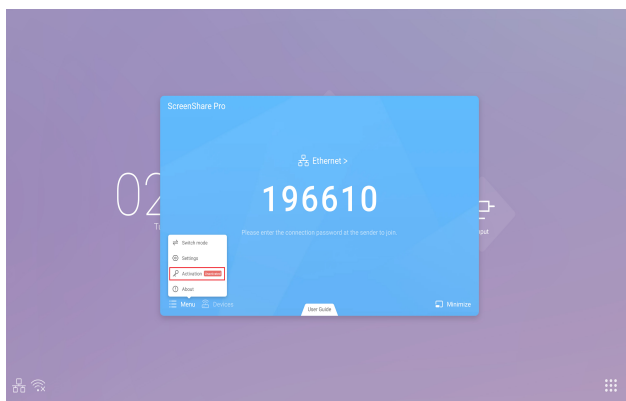 ScreenShare Pro
Ethernet >
02
196610
Please enter the connection password at the sender to join.
Switch mode
Settings
Activation
About
Menu
Devices
User Guide
Minimize